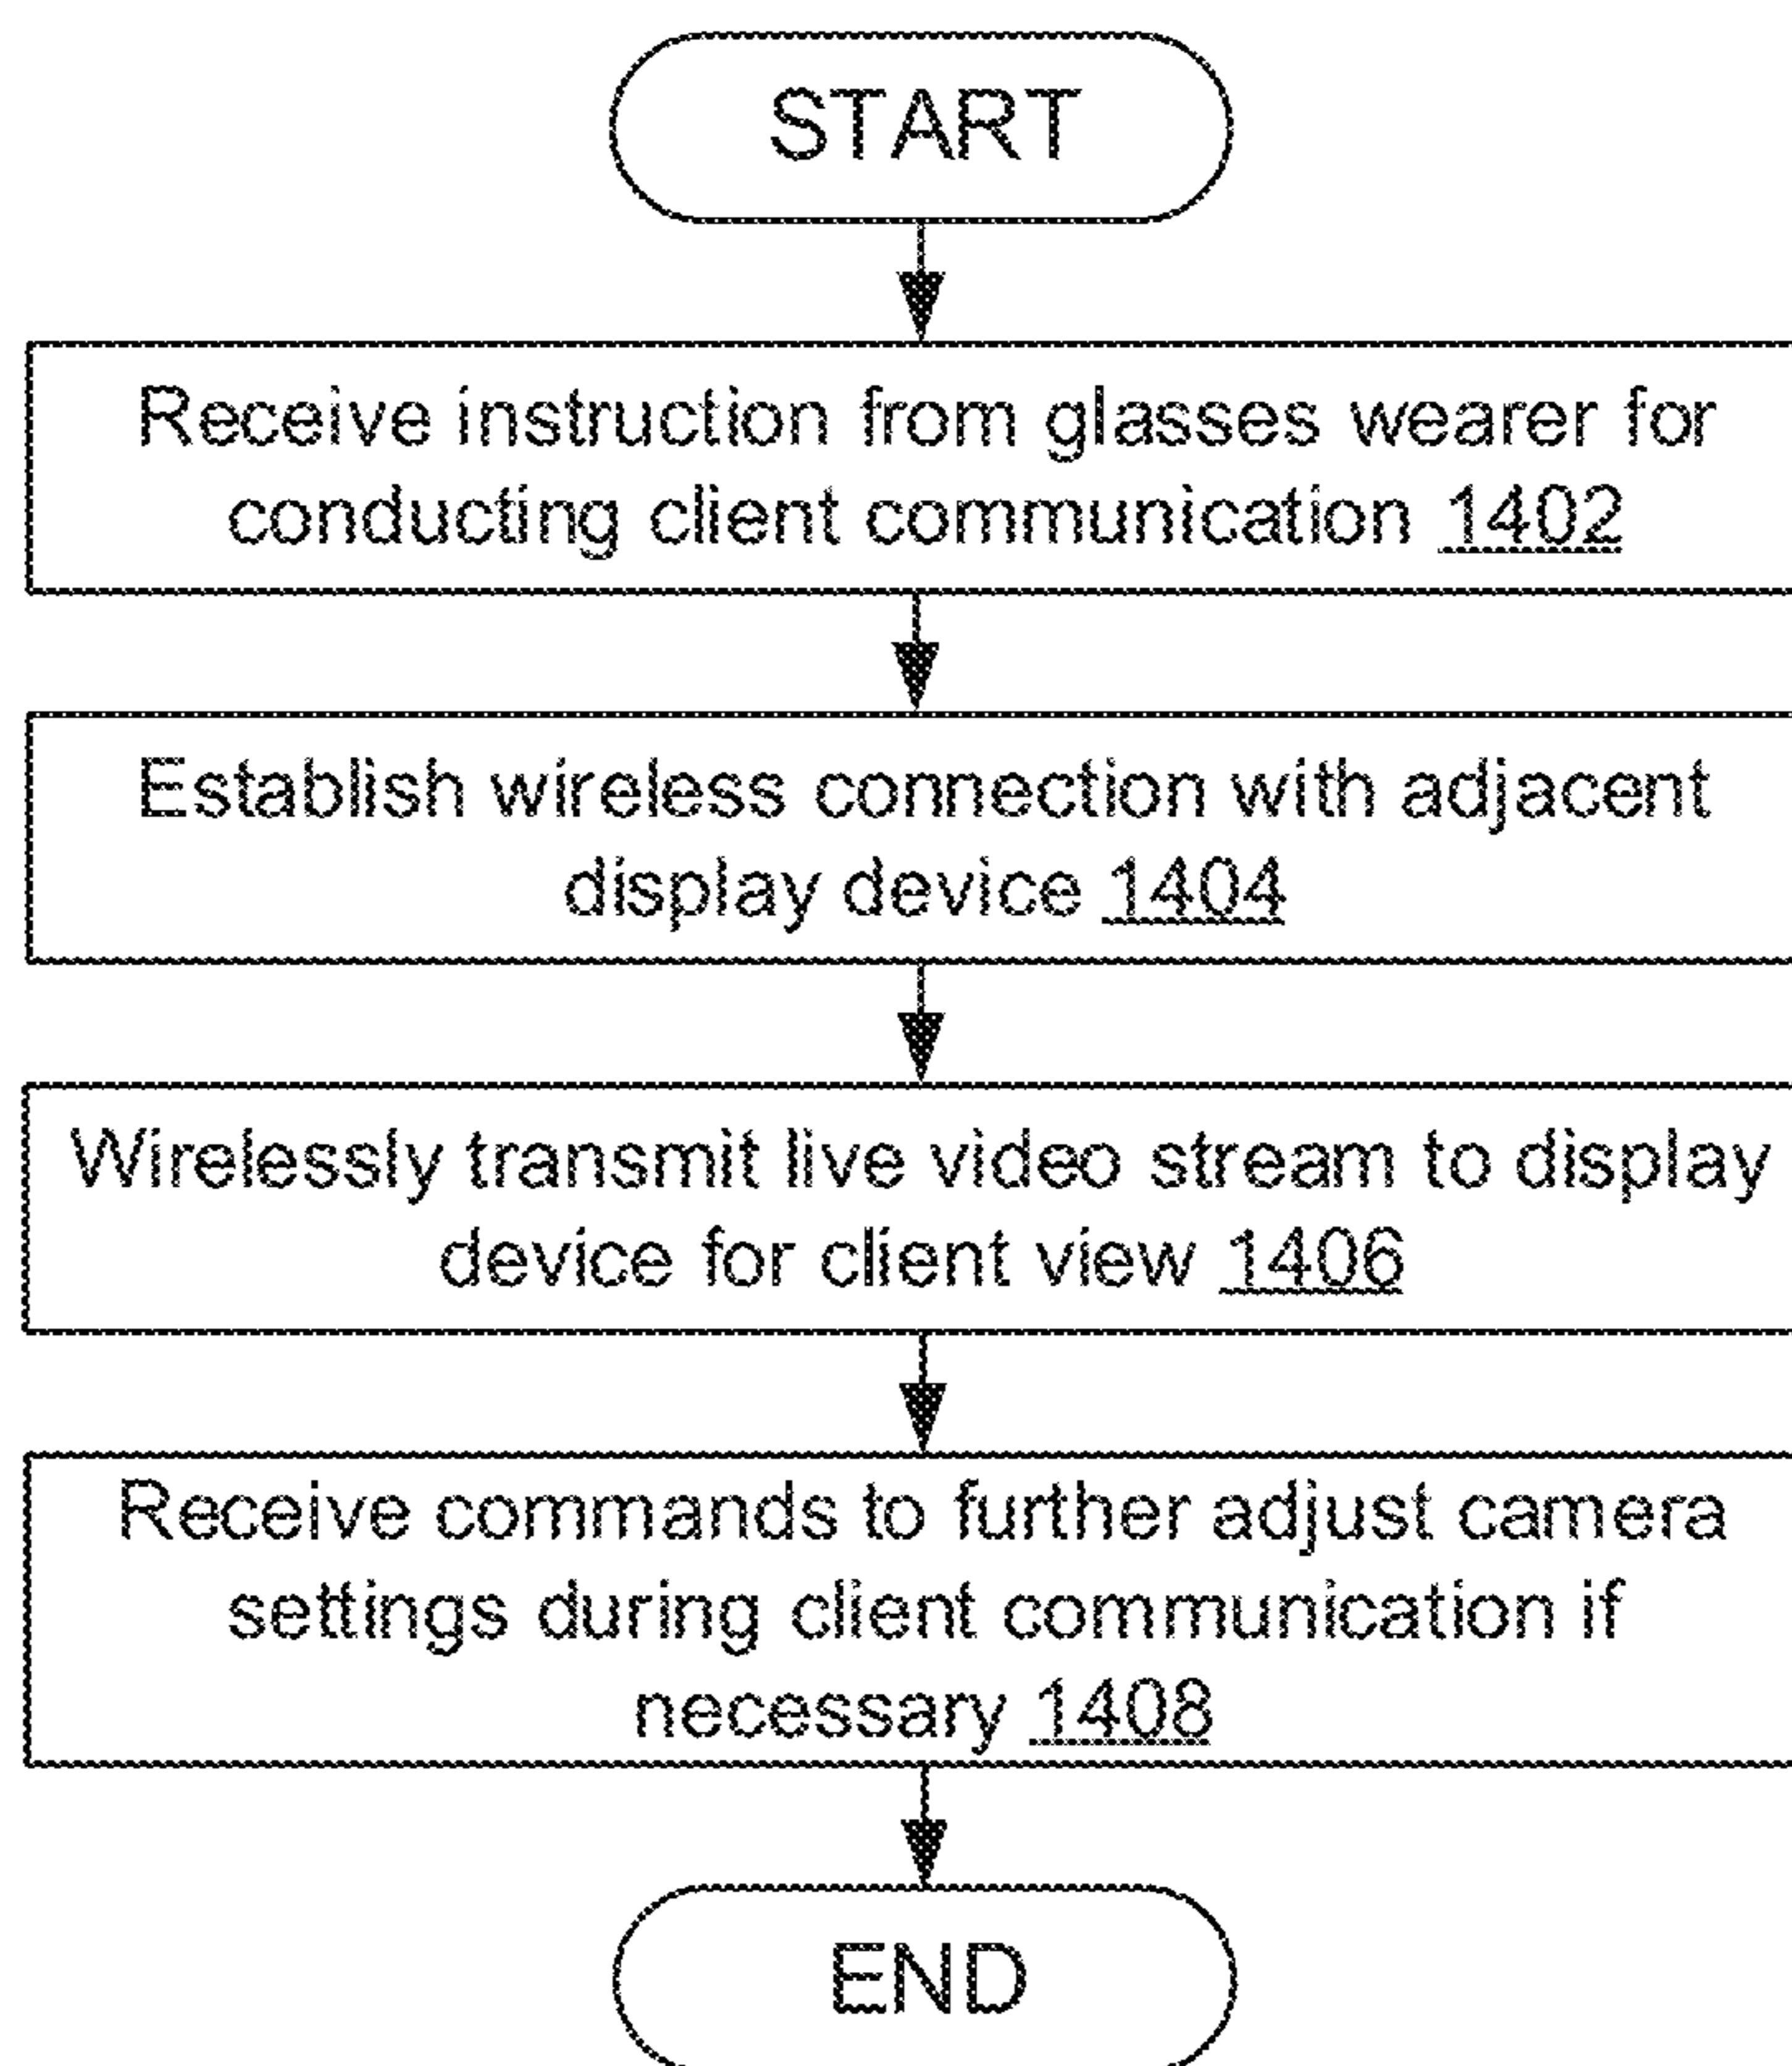 START
Receive instruction from glasses wearer for
conducting client communication 1402
Establish wireless connection with adjacent
display device 1404
Wirelessly transmit live video stream to display
device for client view 1406
Receive commands to further adjust camera
settings during client communication if
necessary 1408
END